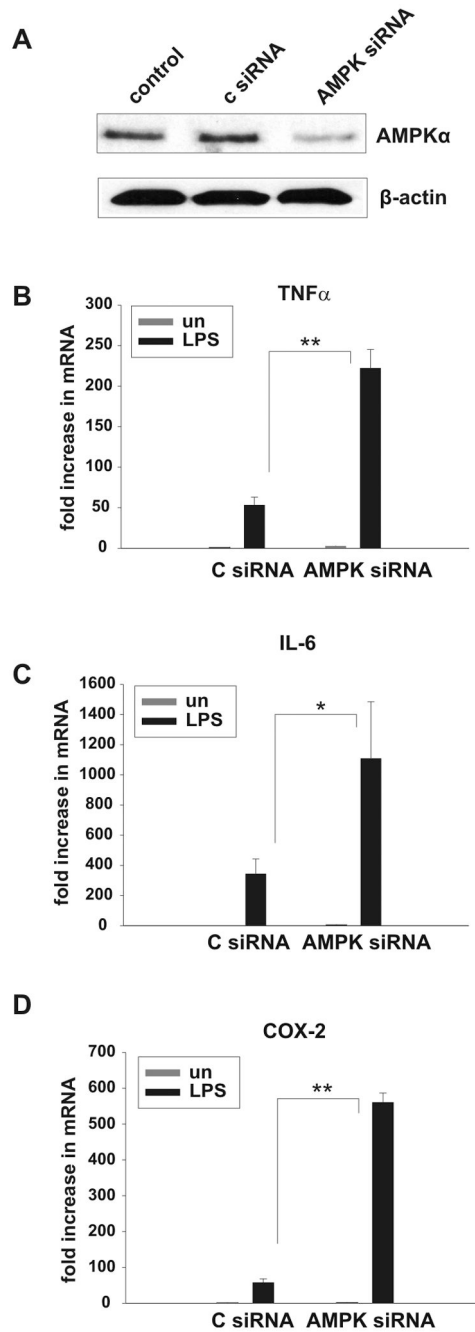 A
control
c siRNA
AMPK siRNA
AMPKα
β-actin
B
TNFα
un
LPS
**
fold increase in mRNA
300
250
200
150
100
50
0
C siRNA AMPK siRNA
C
IL-6
un
LPS
*
fold increase in mRNA
1600
1400
1200
1000
800
600
400
200
0
C siRNA AMPK siRNA
D
COX-2
un
LPS
**
fold increase in mRNA
700
600
500
400
300
200
100
0
C siRNA AMPK siRNA